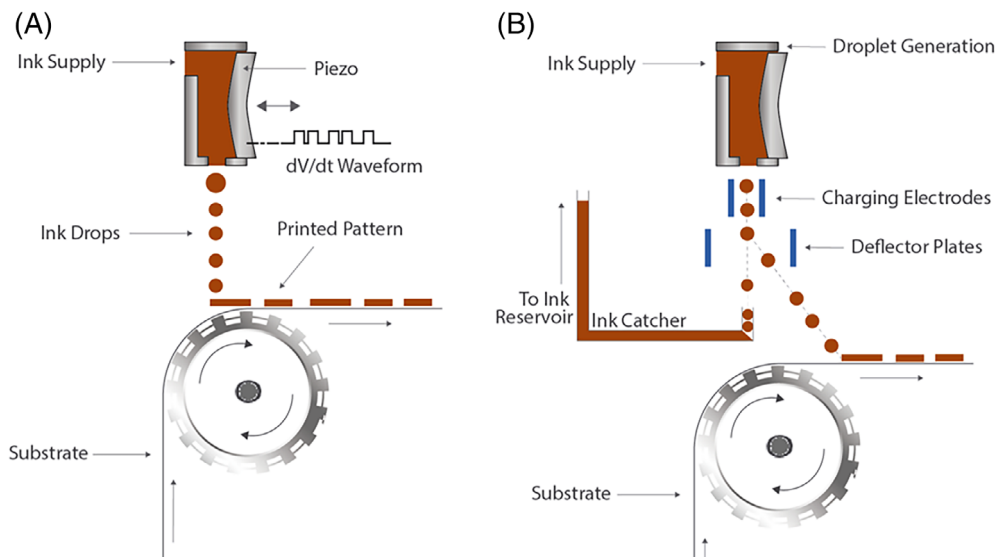 (A)
Ink Supply
Piezo
dV/dt Waveform
Ink Drops
Printed Pattern
Substrate
(B)
Droplet Generation
Ink Supply
Charging Electrodes
Deflector Plates
To Ink
Reservoir
Ink Catcher
Substrate